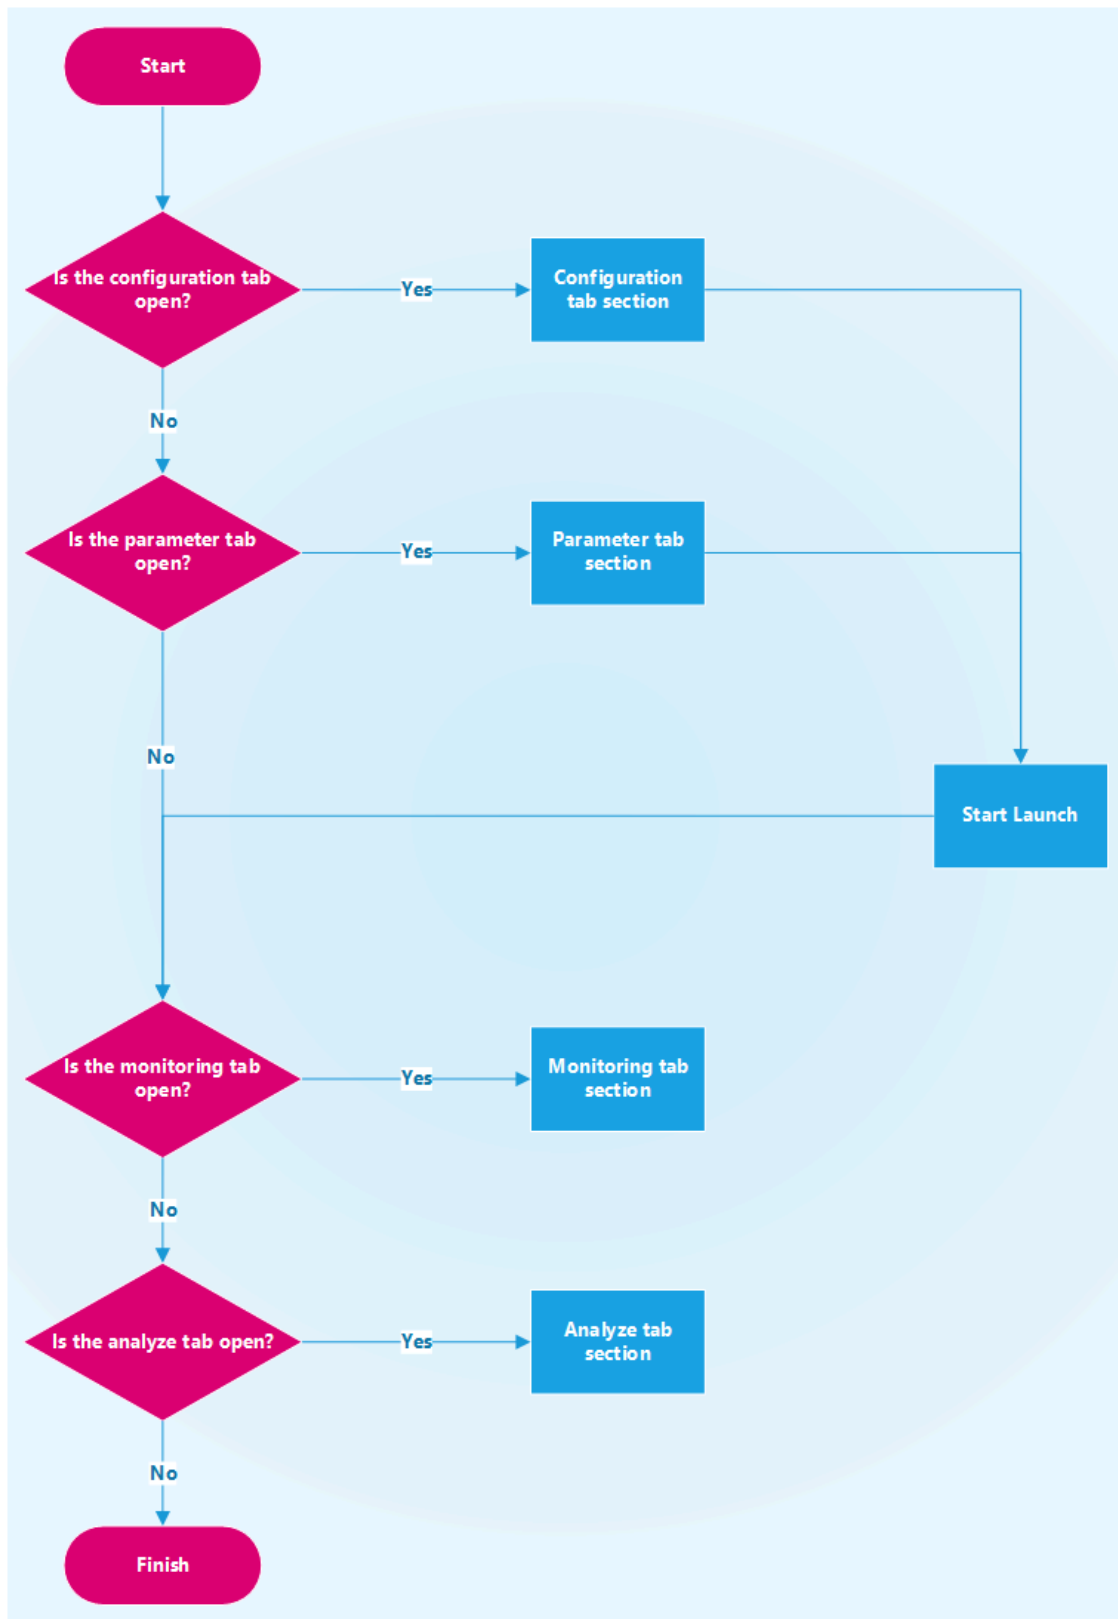 Start
Is the configuration tab
open?
Yes
Configuration
tab section
No
Is the parameter tab
open?
Yes
Parameter tab
section
No
Start Launch
Is the monitoring tab
open?
Yes
Monitoring tab
section
No
Is the analyze tab open?
Yes
Analyze tab
section
No
Finish